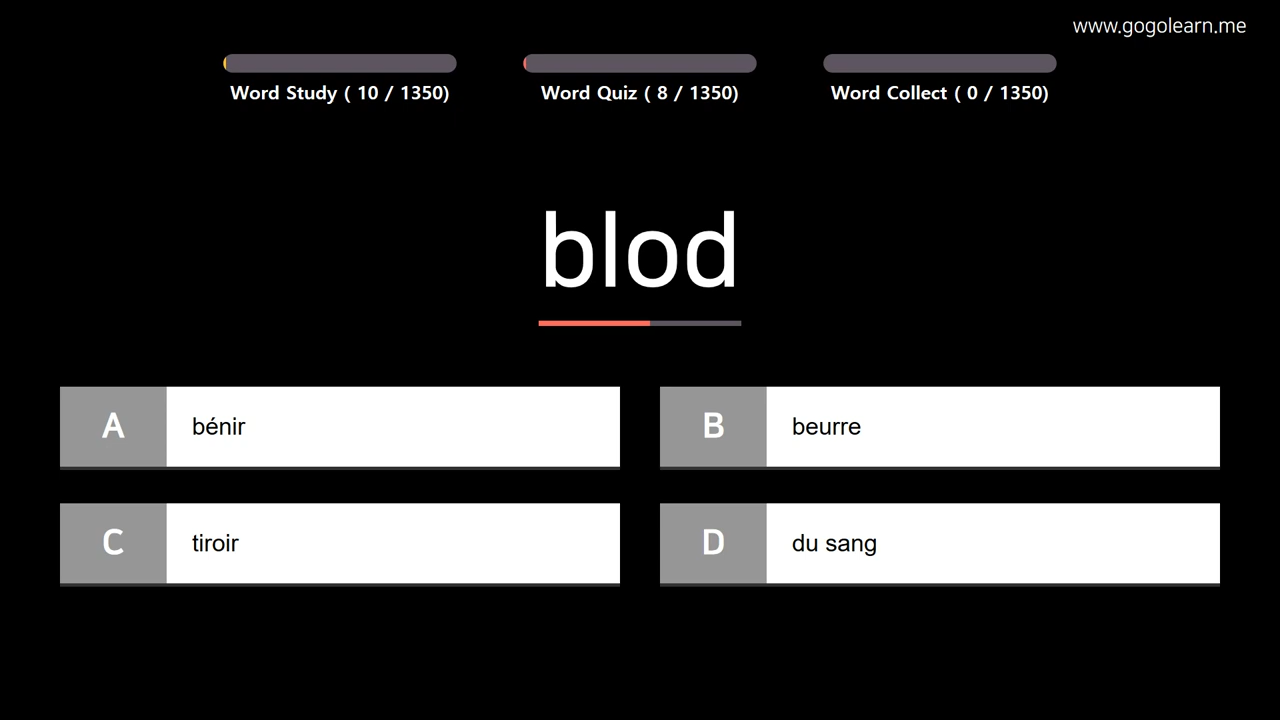 www.gogolearn.me
Word Study ( 10 / 1350)
Word Quiz ( 8 / 1350)
Word Collect ( 0 / 1350)
blod
A bénir
B beurre
C tiroir
D du sang